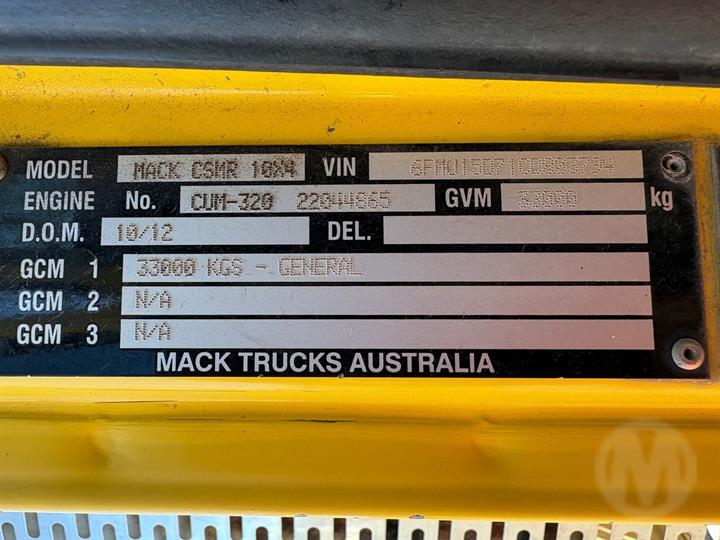 MODEL MACK CSMR 10X4 VIN
ENGINE No. CUM-320 22044865 GVM 33000 kg
D.O.M. 10/12 DEL.
GCM 1 33000 KGS - GENERAL
GCM 2 N/A
GCM 3 N/A
MACK TRUCKS AUSTRALIA
M